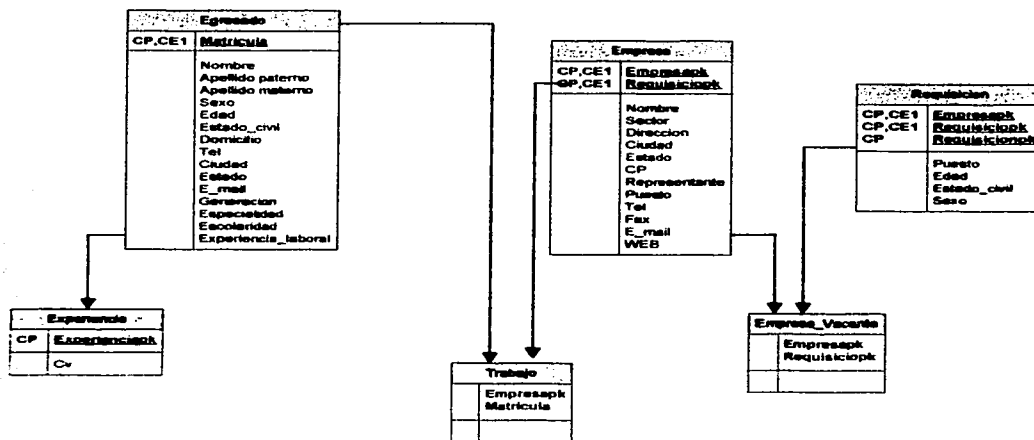 Egresado
CP,CE1 Matricula
Nombre
Apellido paterno
Apellido materno
Sexo
Edad
Estado_civil
Domicilio
Tel
Ciudad
Estado
E_mail
Generacion
Especialidad
Escolaridad
Experiencia_laboral
Empresa
CP,CE1 Empresapk
CP,CE1 Requisiciopk
Nombre
Sector
Direccion
Ciudad
Estado
CP
Representante
Puesto
Tel
Fax
E_mail
WEB
Requisicion
CP,CE1 Empresapk
CP,CE1 Requisiciopk
CP Requisicionpk
Puesto
Edad
Estado_civil
Sexo
Experiencia
CP Experienciapk
Cv
Trabajo
Empresapk
Matricula
Empresa_Vacante
Empresapk
Requisiciopk